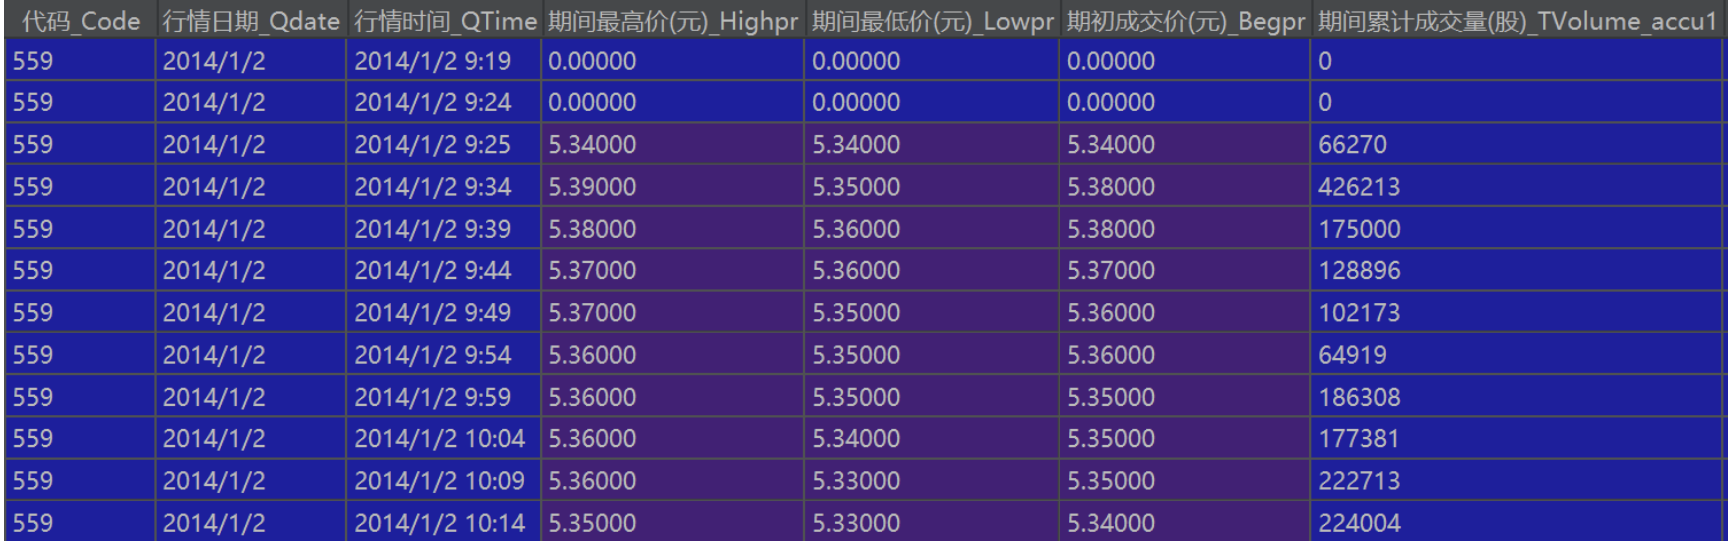 代码_Code 行情日期_Qdate 行情时间_QTime 期间最高价(元)_Highpr 期间最低价(元)_Lowpr 期初成交价(元)_Begpr 期间累计成交量(股)_TVolume_accu1
559 2014/1/2 2014/1/2 9:19 0.00000 0.00000 0.00000 0
559 2014/1/2 2014/1/2 9:24 0.00000 0.00000 0.00000 0
559 2014/1/2 2014/1/2 9:25 5.34000 5.34000 5.34000 66270
559 2014/1/2 2014/1/2 9:34 5.39000 5.35000 5.38000 426213
559 2014/1/2 2014/1/2 9:39 5.38000 5.36000 5.38000 175000
559 2014/1/2 2014/1/2 9:44 5.37000 5.36000 5.37000 128896
559 2014/1/2 2014/1/2 9:49 5.37000 5.35000 5.36000 102173
559 2014/1/2 2014/1/2 9:54 5.36000 5.35000 5.36000 64919
559 2014/1/2 2014/1/2 9:59 5.36000 5.35000 5.35000 186308
559 2014/1/2 2014/1/2 10:04 5.36000 5.34000 5.35000 177381
559 2014/1/2 2014/1/2 10:09 5.36000 5.33000 5.35000 222713
559 2014/1/2 2014/1/2 10:14 5.35000 5.33000 5.34000 224004